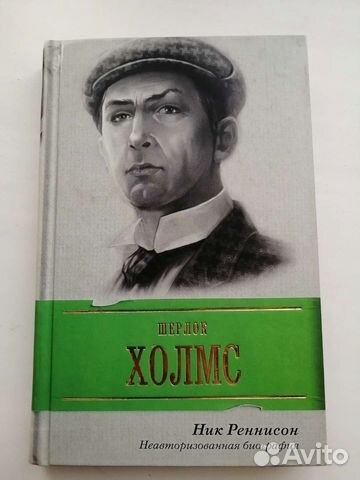 ШЕРЛОК
ХОЛМС
Ник Реннисон
Неавторизованная биография
Avito